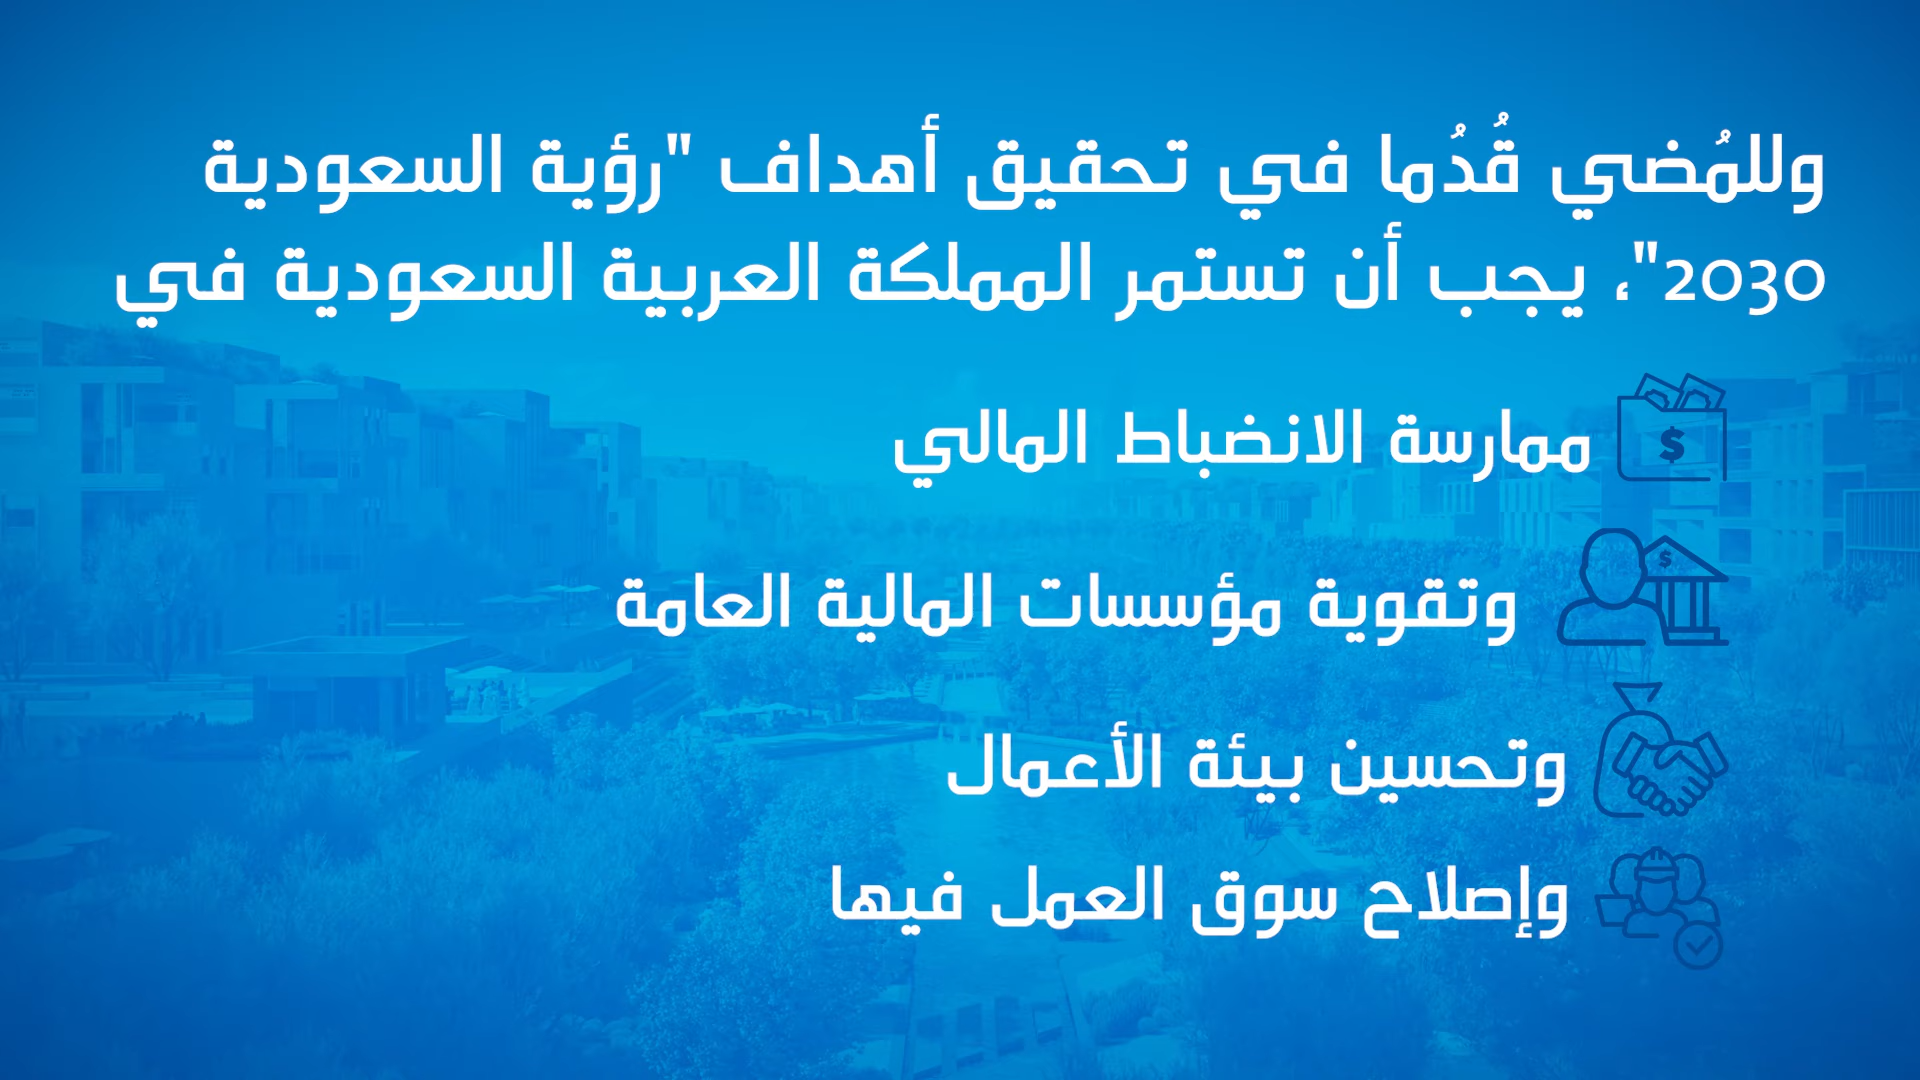 وللمُضي قُدُما في تحقيق أهداف "رؤية السعودية
2030"، يجب أن تستمر المملكة العربية السعودية في
ممارسة الانضباط المالي
وتقوية مؤسسات المالية العامة
وتحسين بيئة الأعمال
وإصلاح سوق العمل فيها